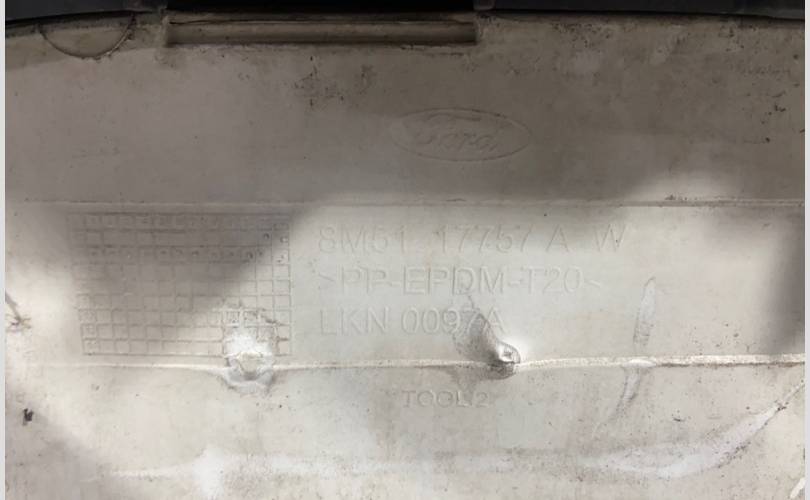 Ford
8M51 17757 A W
>PP-EPDM-T20<
LKN 0097A
TOOL2